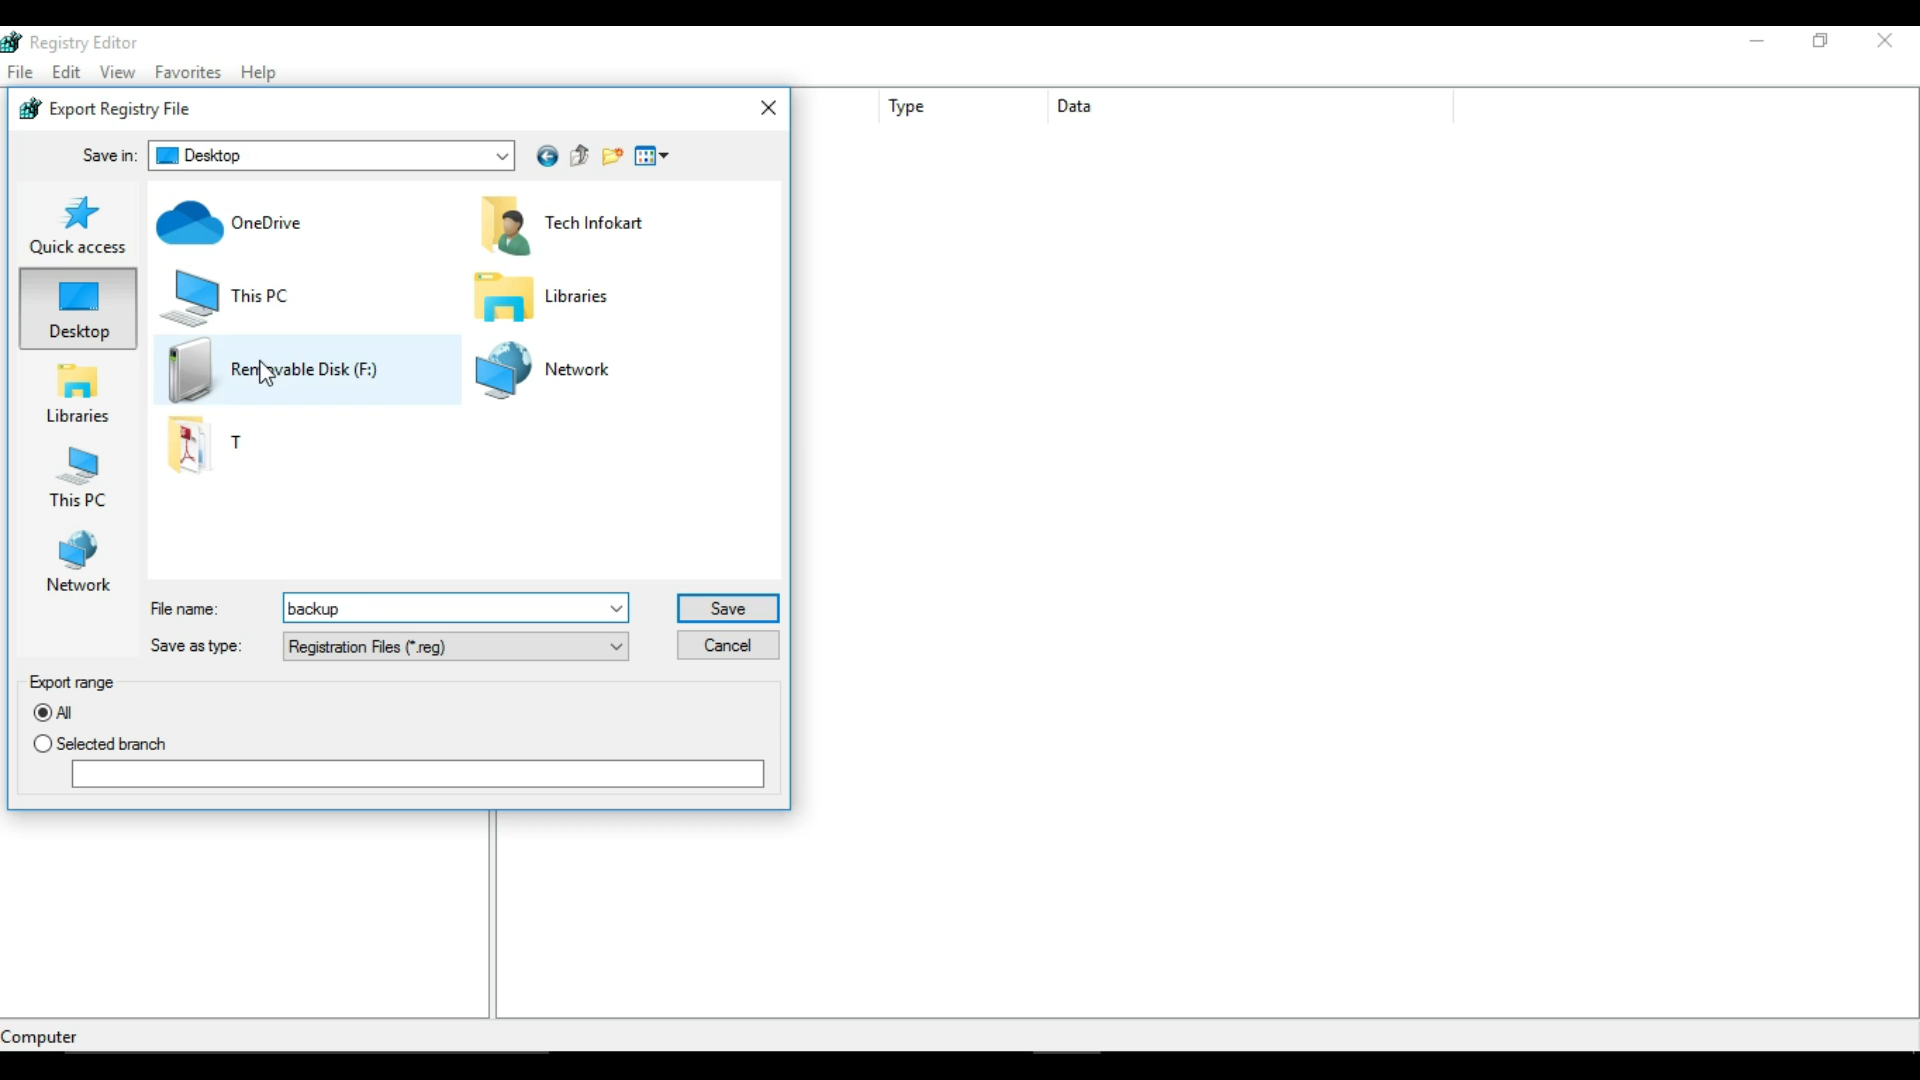 Registry Editor
File Edit View Favorites Help
Export Registry File
Type Data
Save in: Desktop
Quick access
Desktop
Libraries
This PC
Network
OneDrive
Tech Infokart
This PC
Libraries
Removable Disk (F:)
Network
T
File name: backup Save
Save as type: Registration Files (*.reg) Cancel
Export range
All
Selected branch
Computer